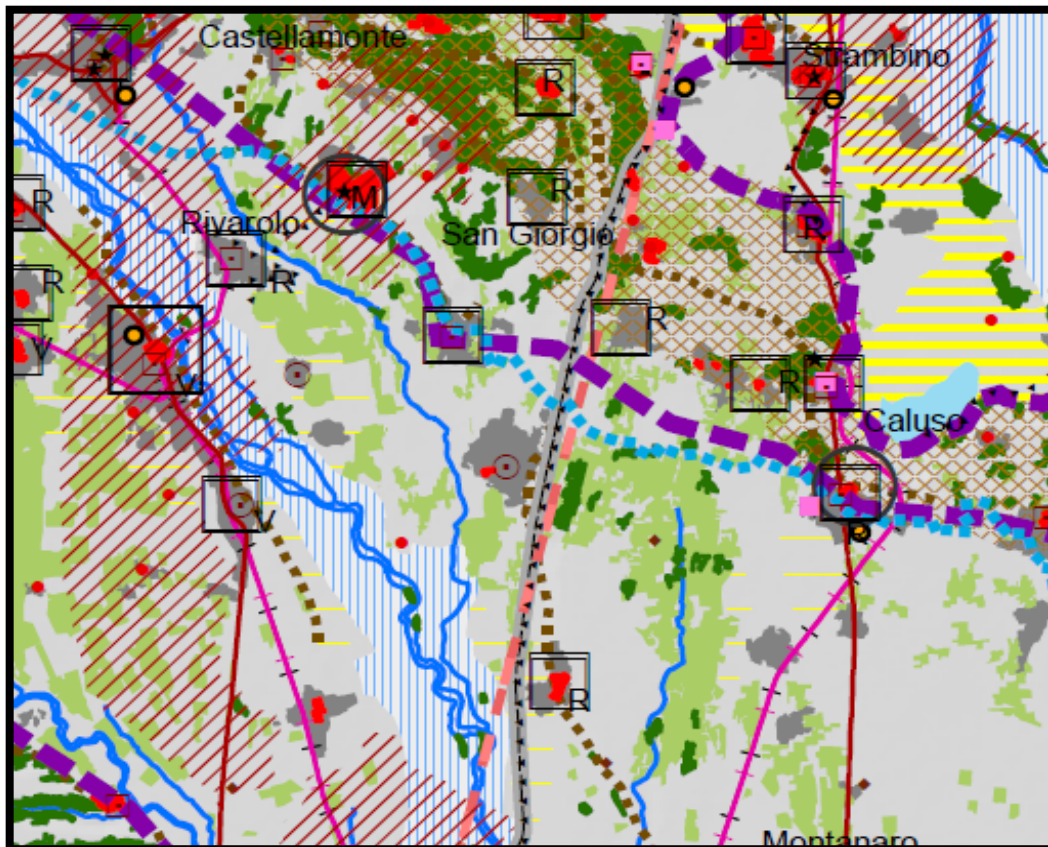 R
Castellamonte
R
Strambino
R
M
R
R
Rivarolo
San Giorgio
R
R
R
R
V
V
R
Caluso
V
R
Montanaro